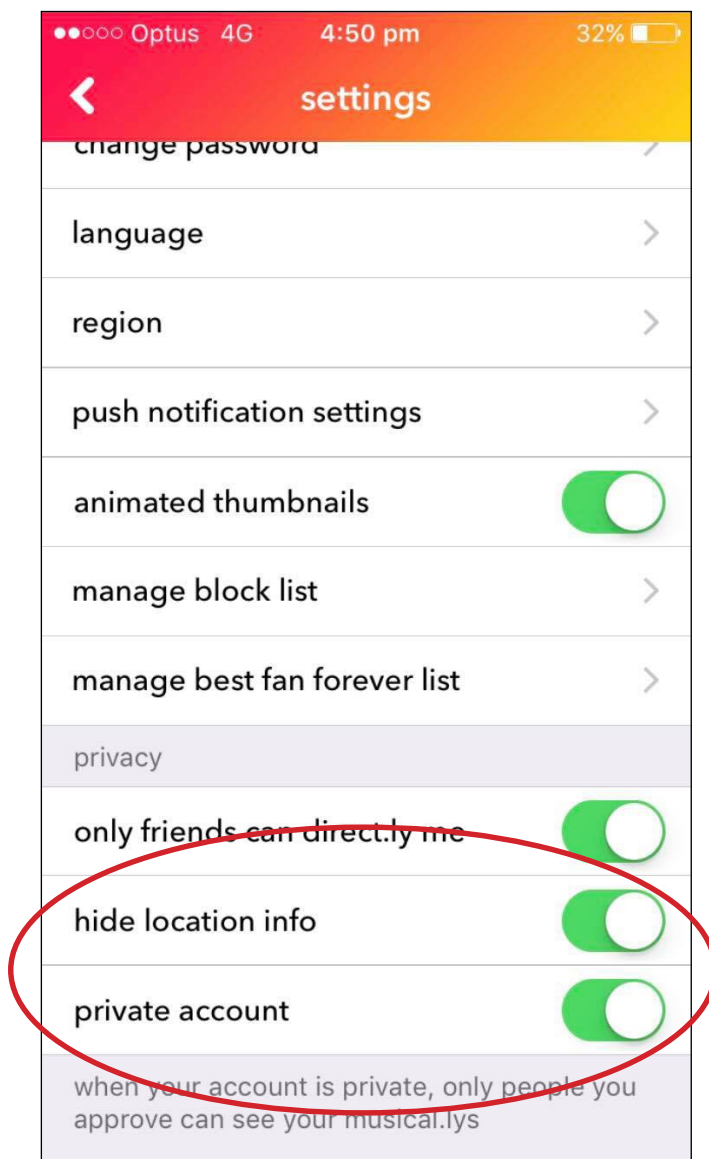 Optus 4G 4:50 pm 32%
settings
change password
language
region
push notification settings
animated thumbnails
manage block list
manage best fan forever list
privacy
only friends can direct.ly me
hide location info
private account
when your account is private, only people you
approve can see your musical.lys